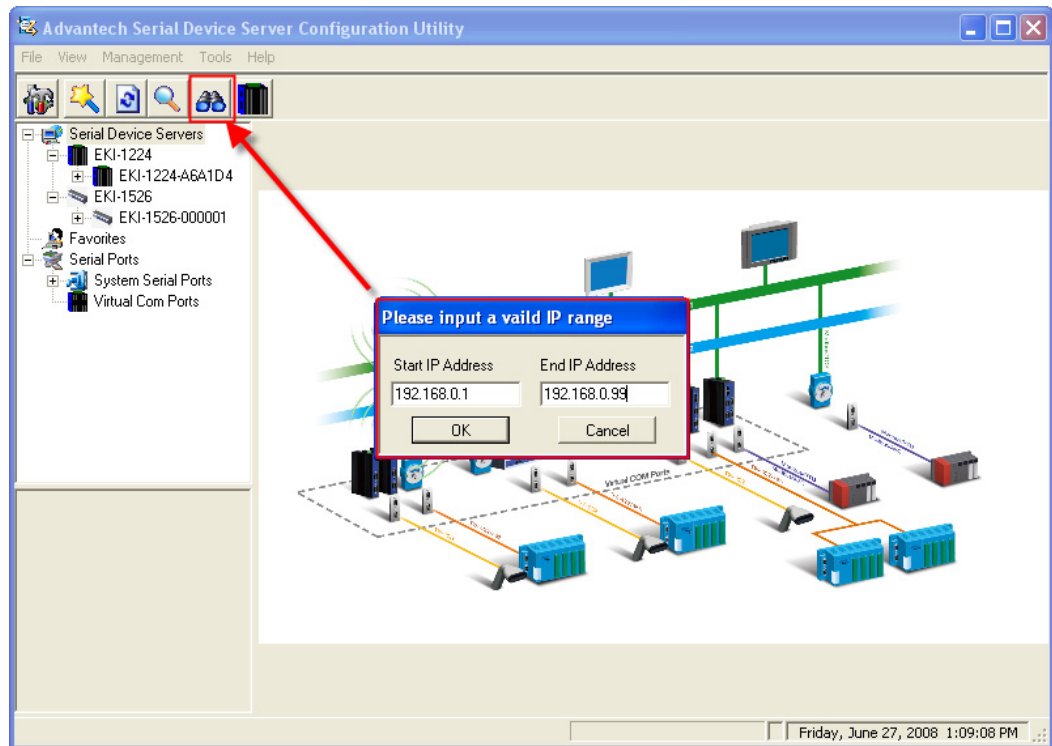 Advantech Serial Device Server Configuration Utility
File View Management Tools Help
Serial Device Servers
EKI-1224
EKI-1224-A6A1D4
EKI-1526
EKI-1526-000001
Favorites
Serial Ports
System Serial Ports
Virtual Com Ports
Please input a vaild IP range
Start IP Address End IP Address
192.168.0.1 192.168.0.99
OK Cancel
Virtual COM Ports
Friday, June 27, 2008 1:09:08 PM